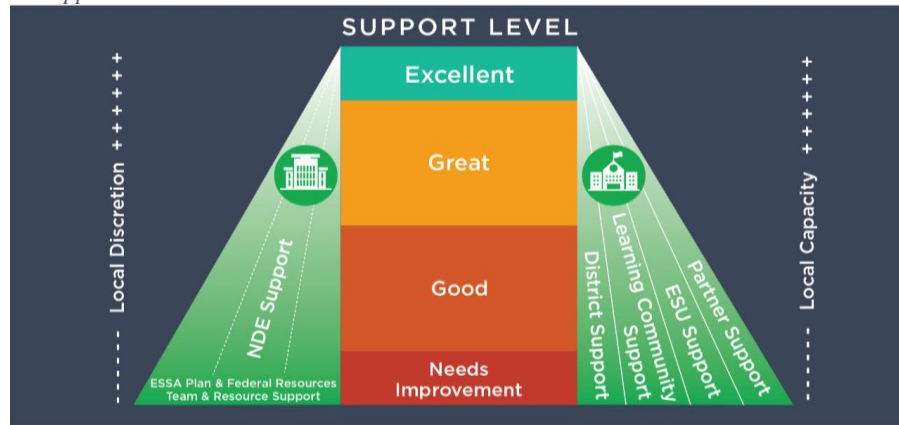 SUPPORT LEVEL
Excellent
Great
Good
Needs
Improvement
Local Discretion ++++++
------
NDE Support
ESSA Plan & Federal Resources
Team & Resource Support
District Support
Learning Community
Support
ESU Support
Partner Support
Local Capacity ++++++
------